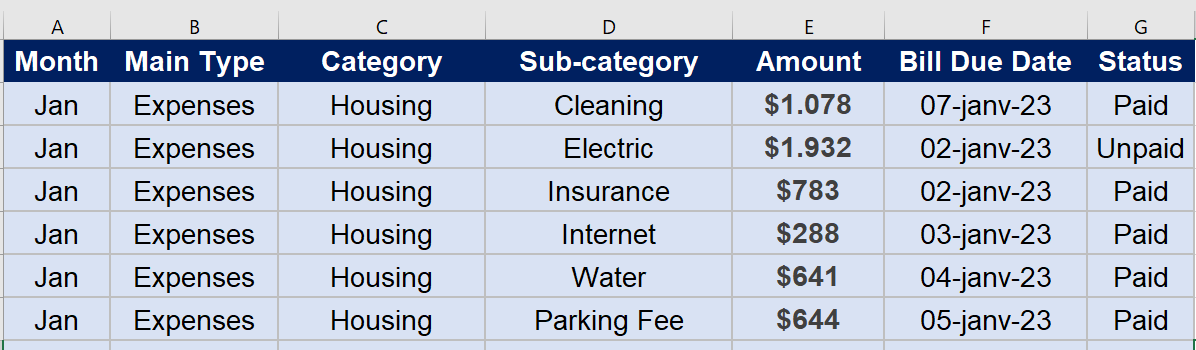 A B C D E F G
Month Main Type Category Sub-category Amount Bill Due Date Status
Jan Expenses Housing Cleaning $1.078 07-janv-23 Paid
Jan Expenses Housing Electric $1.932 02-janv-23 Unpaid
Jan Expenses Housing Insurance $783 02-janv-23 Paid
Jan Expenses Housing Internet $288 03-janv-23 Paid
Jan Expenses Housing Water $641 04-janv-23 Paid
Jan Expenses Housing Parking Fee $644 05-janv-23 Paid